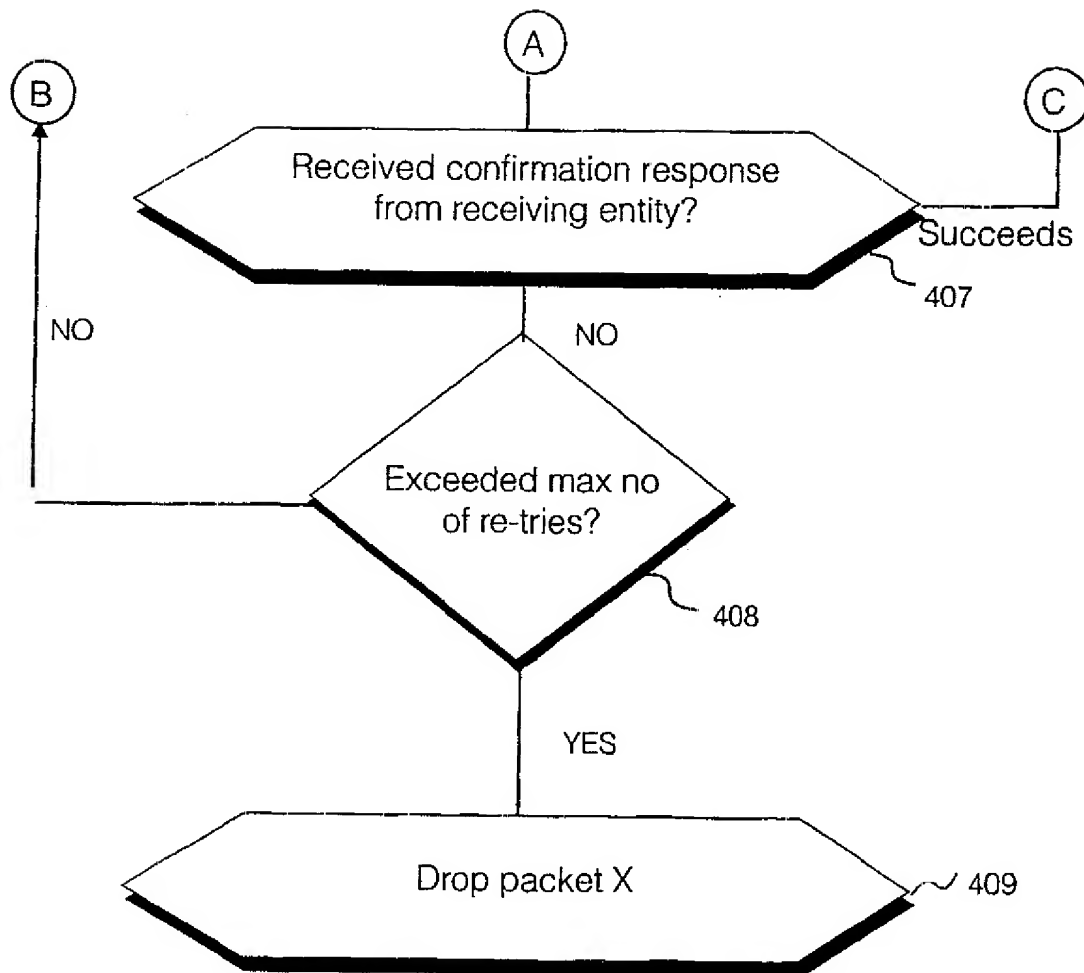 A
B
C
Received confirmation response
from receiving entity?
Succeeds
407
NO
NO
Exceeded max no
of re-tries?
408
YES
Drop packet X
409